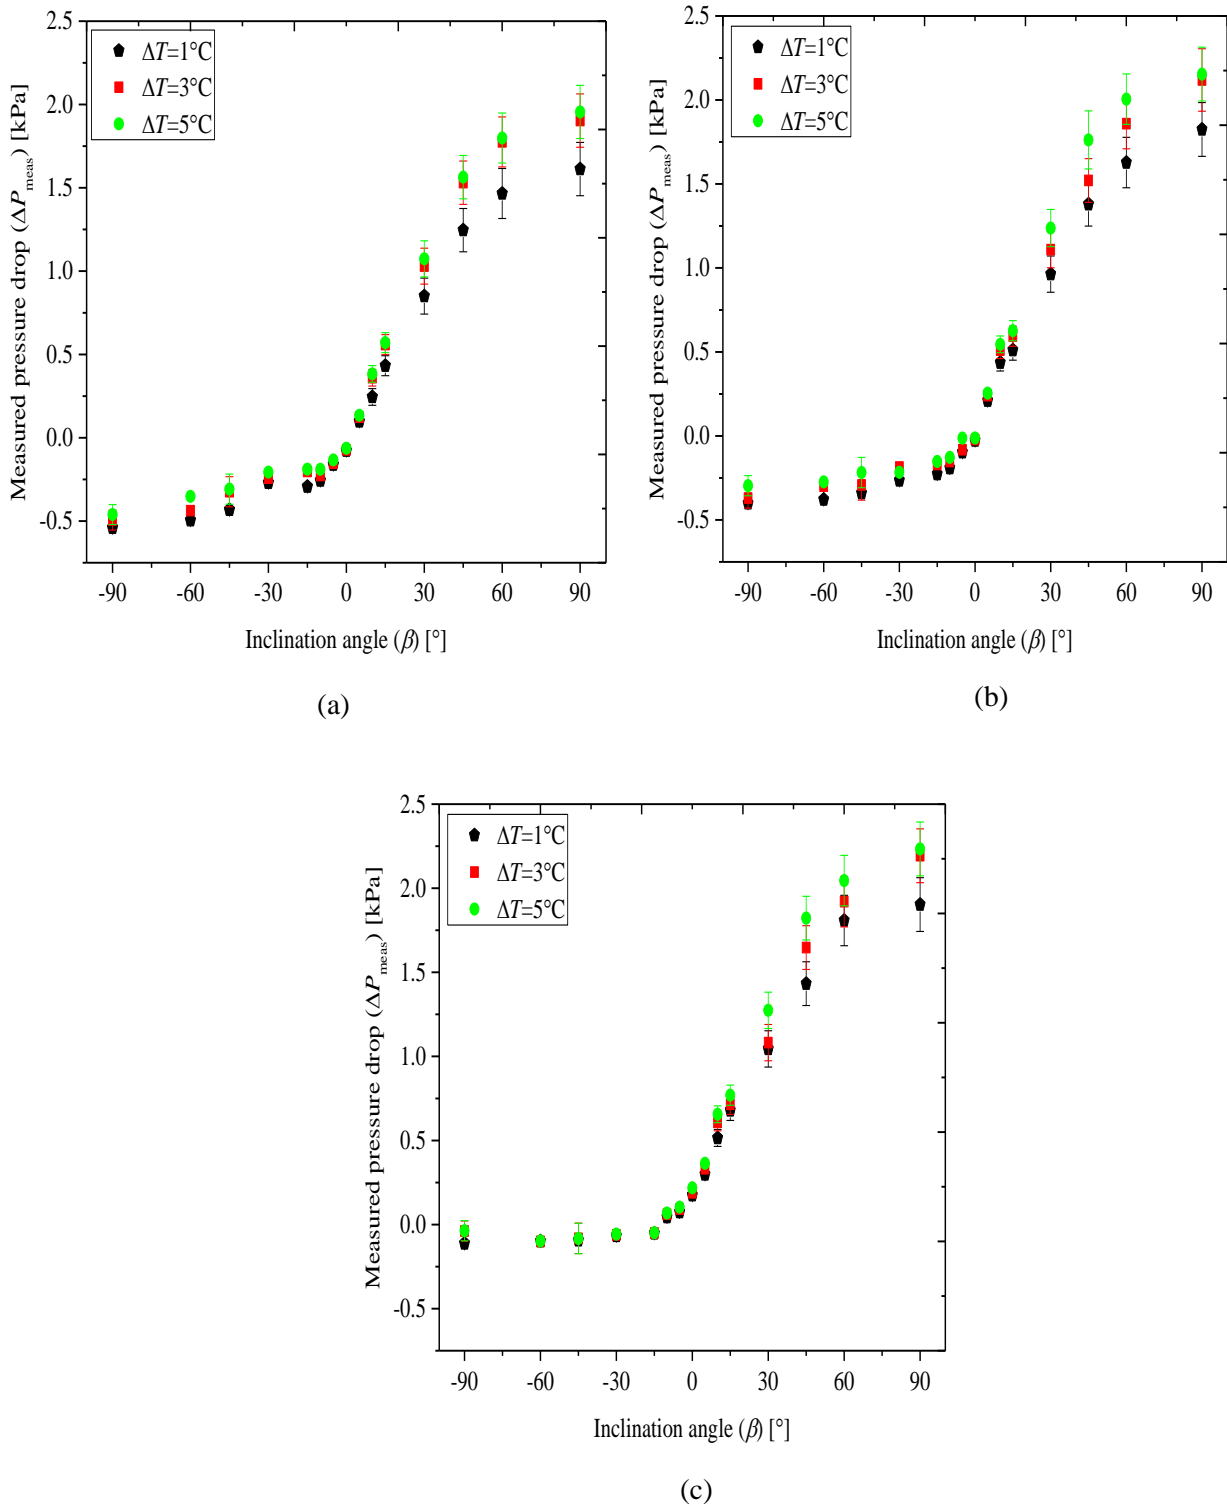 2.5
2.0
1.5
1.0
0.5
0.0
-0.5
Measured pressure drop (ΔP_meas) [kPa]
ΔT=1°C
ΔT=3°C
ΔT=5°C
-90 -60 -30 0 30 60 90
Inclination angle (β) [°]
(a)
2.5
2.0
1.5
1.0
0.5
0.0
-0.5
Measured pressure drop (ΔP_meas) [kPa]
ΔT=1°C
ΔT=3°C
ΔT=5°C
-90 -60 -30 0 30 60 90
Inclination angle (β) [°]
(b)
2.5
2.0
1.5
1.0
0.5
0.0
-0.5
Measured pressure drop (ΔP_meas) [kPa]
ΔT=1°C
ΔT=3°C
ΔT=5°C
-90 -60 -30 0 30 60 90
Inclination angle (β) [°]
(c)